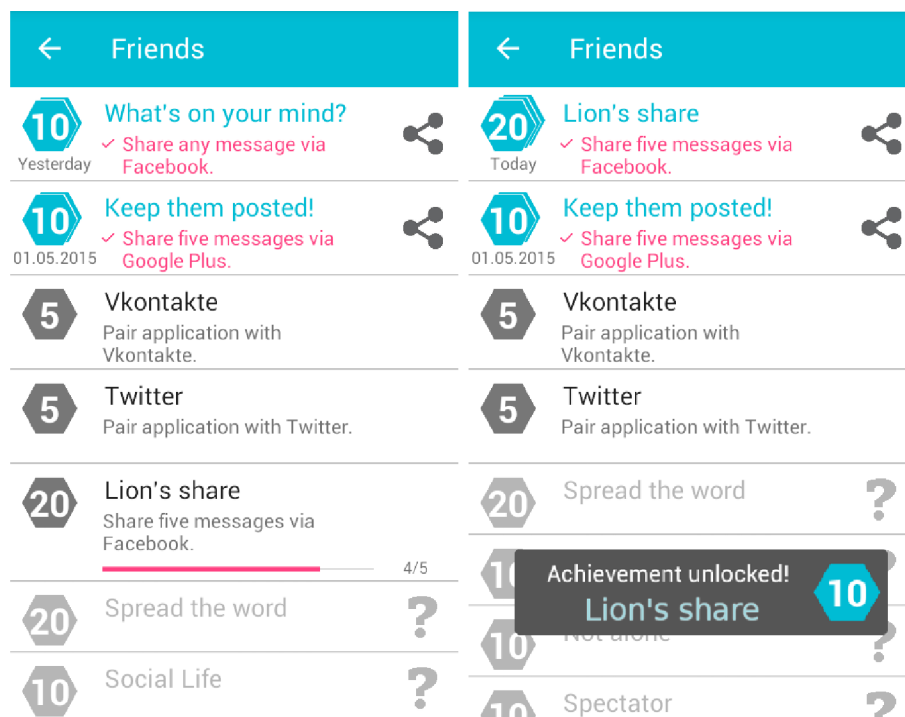 Friends
10
What's on your mind?
Yesterday
✓ Share any message via
Facebook.
10
Keep them posted!
01.05.2015
✓ Share five messages via
Google Plus.
5
Vkontakte
Pair application with
Vkontakte.
5
Twitter
Pair application with Twitter.
20
Lion's share
Share five messages via
Facebook.
4/5
20
Spread the word
?
10
Social Life
?
Friends
20
Lion's share
Today
✓ Share five messages via
Facebook.
10
Keep them posted!
01.05.2015
✓ Share five messages via
Google Plus.
5
Vkontakte
Pair application with
Vkontakte.
5
Twitter
Pair application with Twitter.
20
Spread the word
?
Achievement unlocked!
Lion's share
10
10
Not alone
?
10
Spectator
?